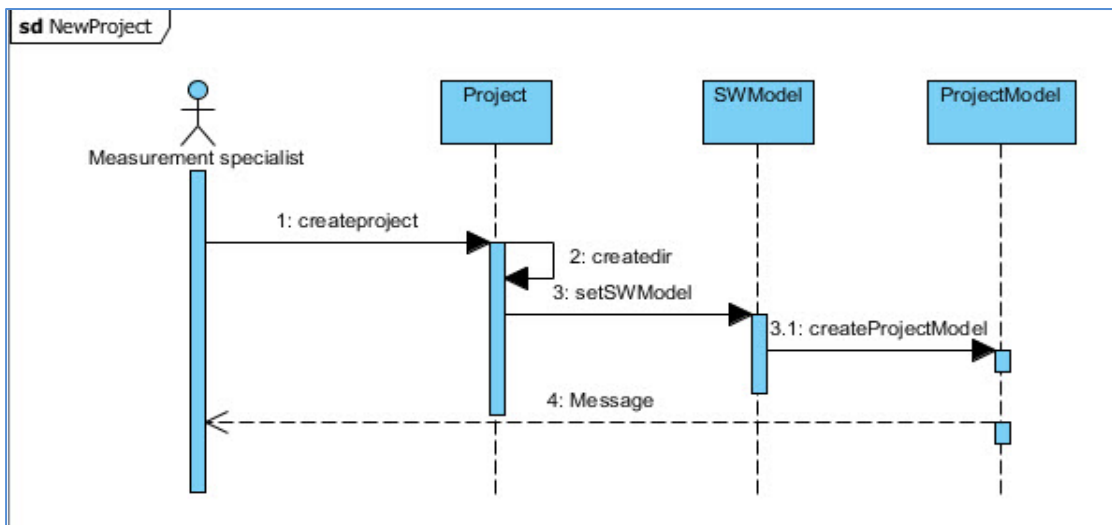 sd NewProject
Project
SWModel
ProjectModel
Measurement specialist
1: createproject
2: createdir
3: setSWModel
3.1: createProjectModel
4: Message